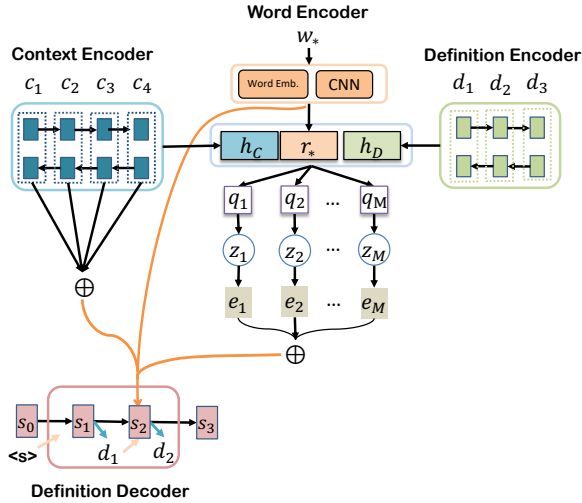 Word Encoder
w*
Context Encoder
c1 c2 c3 c4
Word Emb. CNN
Definition Encoder
d1 d2 d3
hC r* hD
q1 q2 ... qM
z1 z2 ... zM
e1 e2 ... eM
s0 s1 s2 s3
<s> d1 d2
Definition Decoder